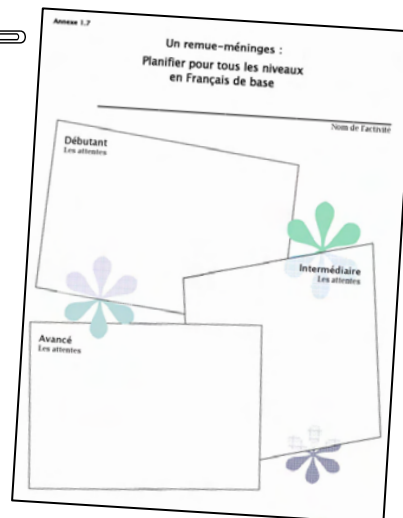 Annexe 1.7
Un remue-méninges :
Planifier pour tous les niveaux
en Français de base
Nom de l'activité
Débutant
Les attentes
Intermédiaire
Les attentes
Avancé
Les attentes